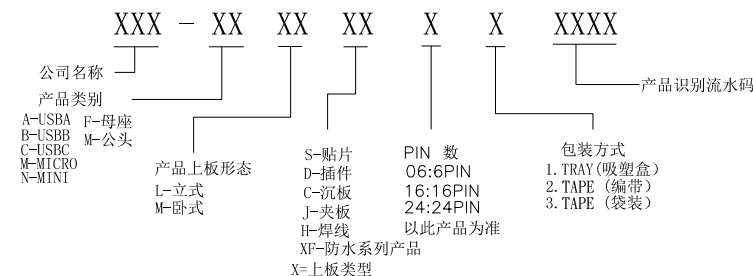 XXX-XX XX XX X X XXXX
公司名称
产品识别流水码
产品类别
A-USBA F-母座
B-USBB M-公头
C-USBC
M-MICRO
N-MINI
产品上板形态
L-立式
M-卧式
S-贴片
D-插件
C-沉板
J-夹板
H-焊线
XF-防水系列产品
X=上板类型
PIN 数
06:6PIN
16:16PIN
24:24PIN
以此产品为准
包装方式
1.TRAY(吸塑盒)
2.TAPE (编带)
3.TAPE (袋装)